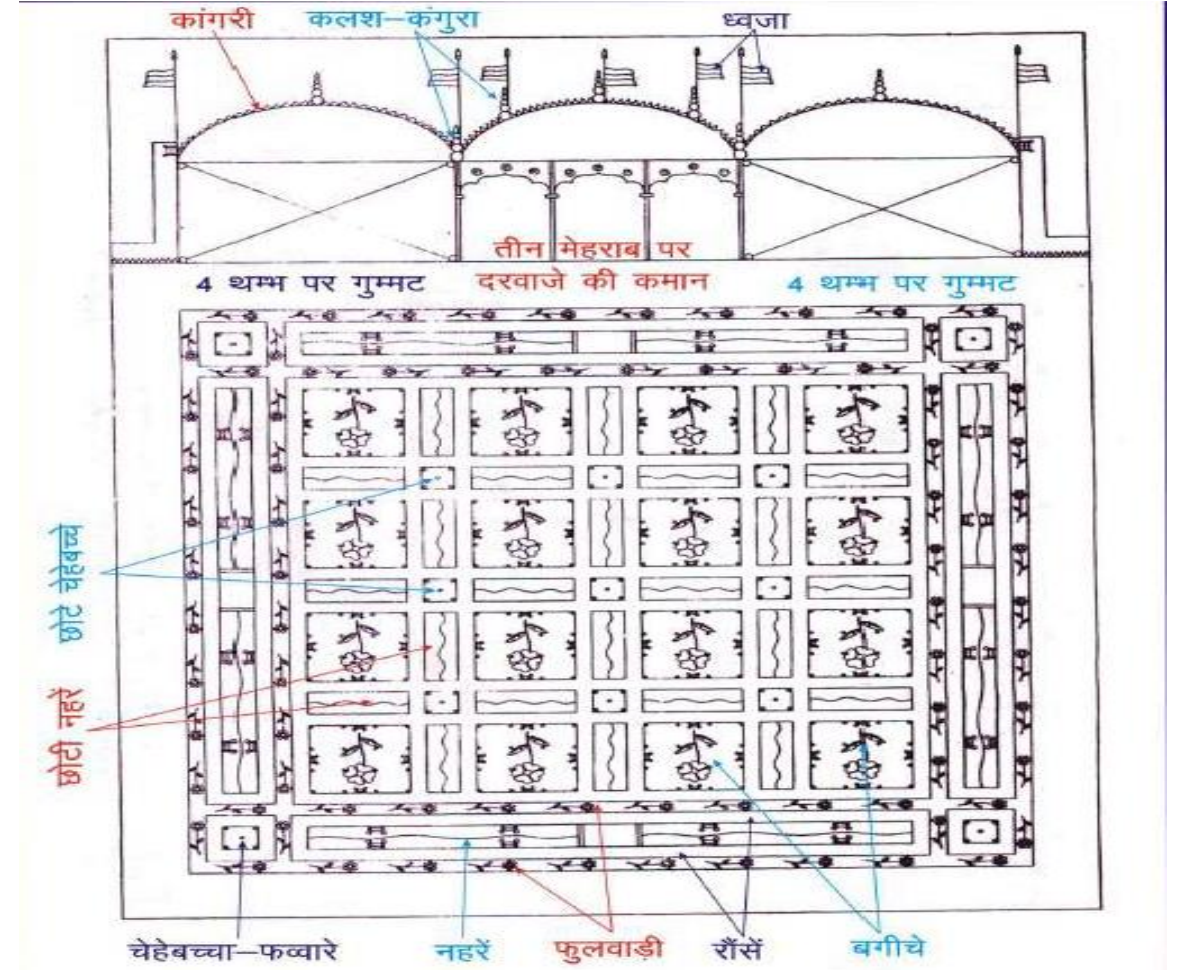 कांगरी
कलश–कंगुरा
ध्वजा
तीन मेहराब पर
दरवाजे की कमान
4 थम्भ पर गुम्मट
4 थम्भ पर गुम्मट
छोटे चेहेबच्चे
छोटी नहरें
चेहेबच्चा–फव्वारे
नहरें
फुलवाड़ी
रौंसें
बगीचे